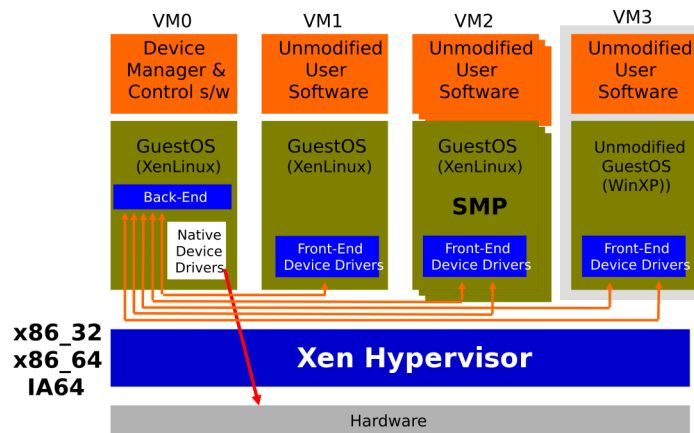 VM0
VM1
VM2
VM3
Device
Manager &
Control s/w
Unmodified
User
Software
Unmodified
User
Software
Unmodified
User
Software
GuestOS
(XenLinux)
Back-End
Native
Device
Drivers
GuestOS
(XenLinux)
Front-End
Device Drivers
GuestOS
(XenLinux)
SMP
Front-End
Device Drivers
Unmodified
GuestOS
(WinXP))
Front-End
Device Drivers
x86_32
x86_64
IA64
Xen Hypervisor
Hardware